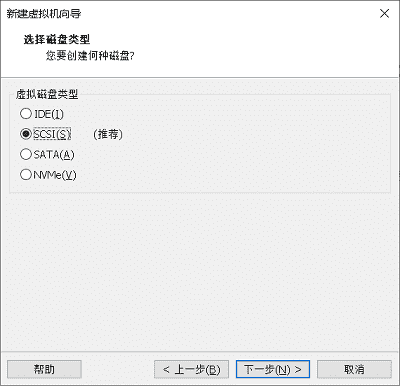 新建虚拟机向导
选择磁盘类型
您要创建何种磁盘?
虚拟磁盘类型
IDE(I)
SCSI(S) (推荐)
SATA(A)
NVMe(V)
帮助 < 上一步(B) 下一步(N) > 取消